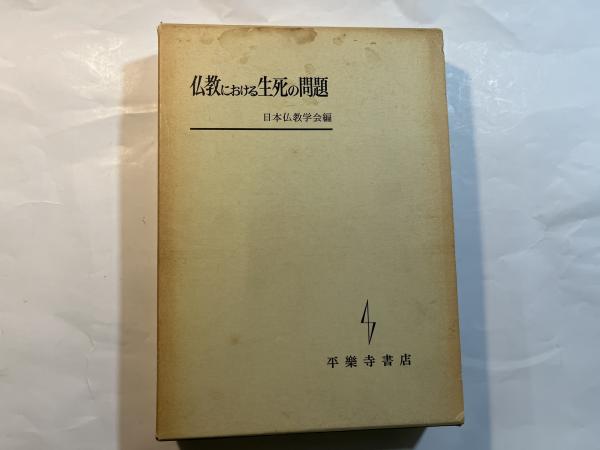 仏教における生死の問題
日本仏教学会編
平樂寺書店